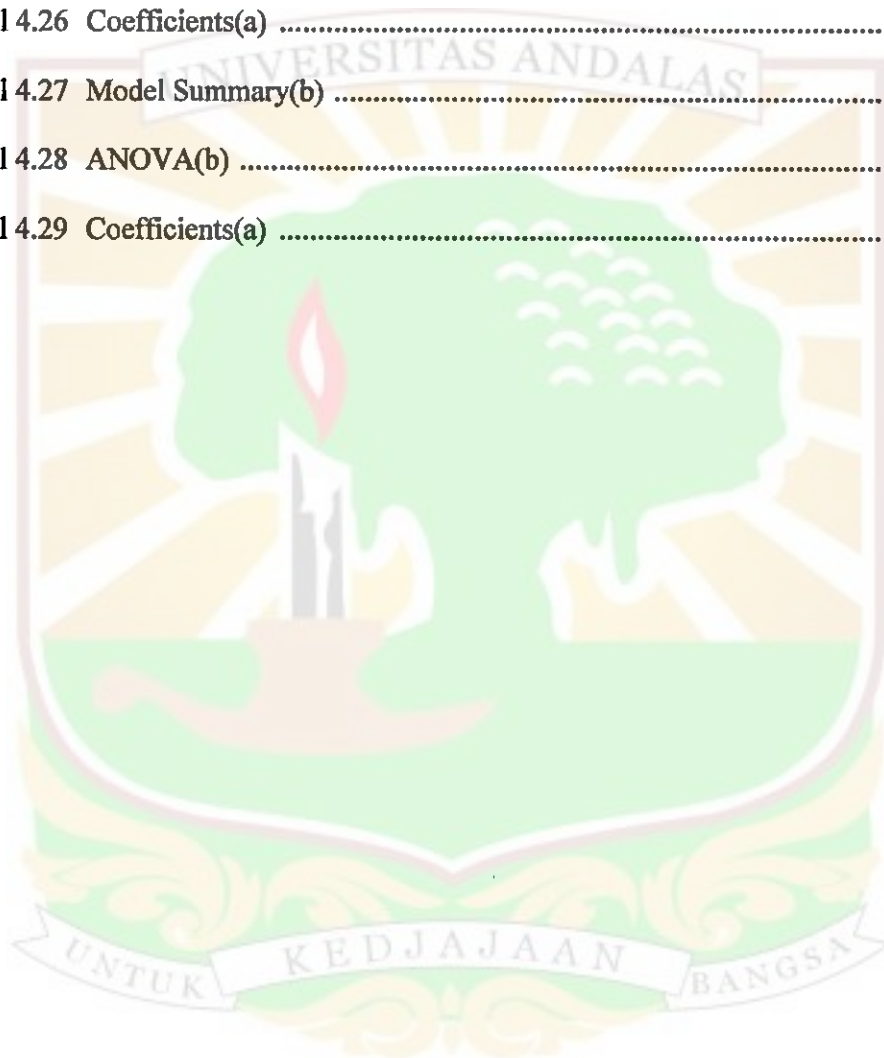 l 4.26 Coefficients(a) ................................................................
UNIVERSITAS ANDALAS
l 4.27 Model Summary(b) ................................................................
l 4.28 ANOVA(b) ................................................................
l 4.29 Coefficients(a) ................................................................
UNTUK KEDJAJAAN BANGSA